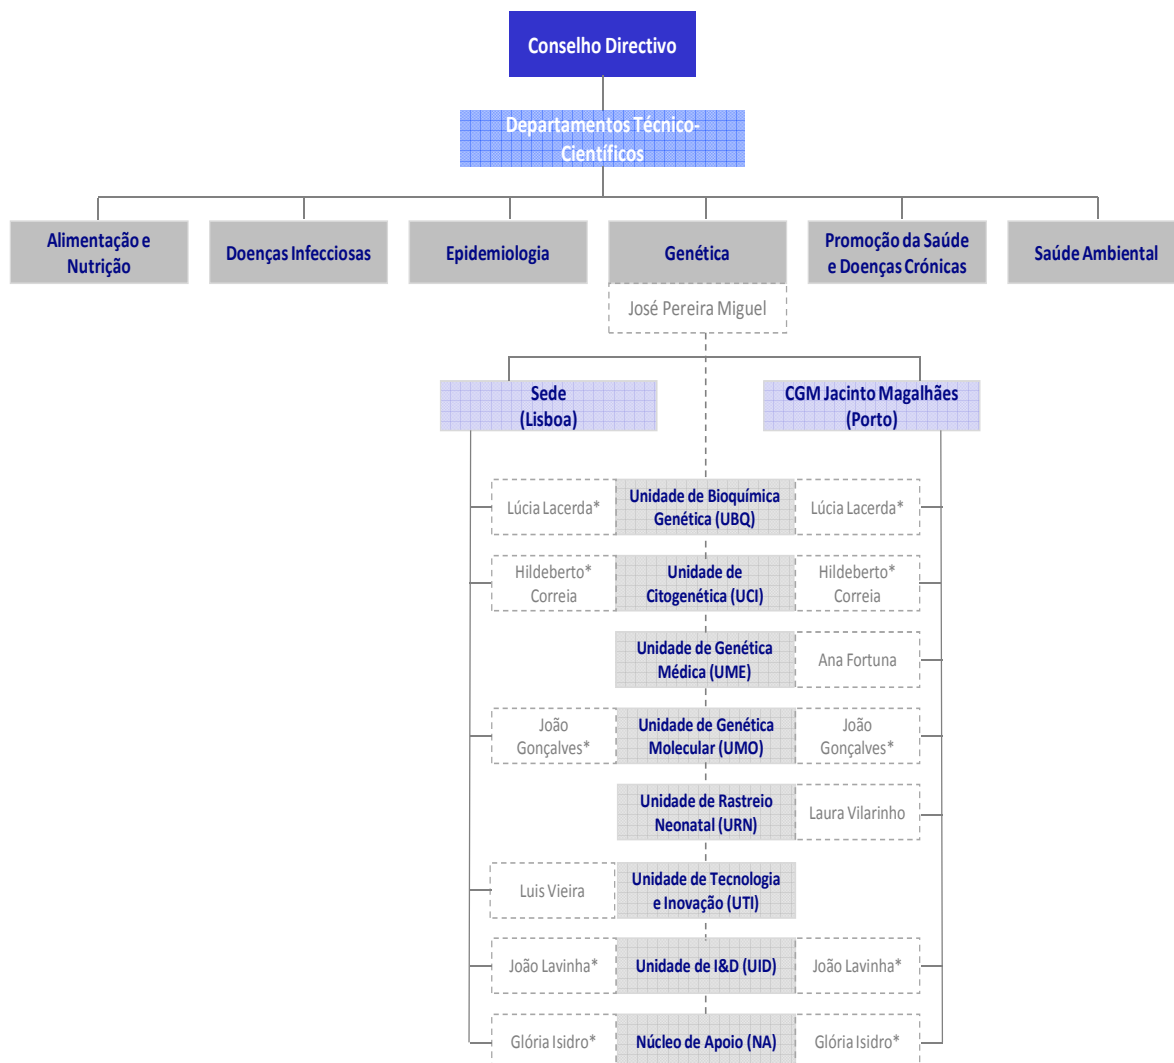 Conselho Directivo
Departamentos Técnico-
Científicos
Alimentação e
Nutrição
Doenças Infecciosas
Epidemiologia
Genética
Promoção da Saúde
e Doenças Crónicas
Saúde Ambiental
José Pereira Miguel
Sede
(Lisboa)
CGM Jacinto Magalhães
(Porto)
Lúcia Lacerda*
Unidade de Bioquímica
Genética (UBQ)
Lúcia Lacerda*
Hildeberto*
Correia
Unidade de
Citogenética (UCI)
Hildeberto*
Correia
Unidade de Genética
Médica (UME)
Ana Fortuna
João
Gonçalves*
Unidade de Genética
Molecular (UMO)
João
Gonçalves*
Unidade de Rastreio
Neonatal (URN)
Laura Vilarinho
Luis Vieira
Unidade de Tecnologia
e Inovação (UTI)
João Lavinha*
Unidade de I&D (UID)
João Lavinha*
Glória Isidro*
Núcleo de Apoio (NA)
Glória Isidro*